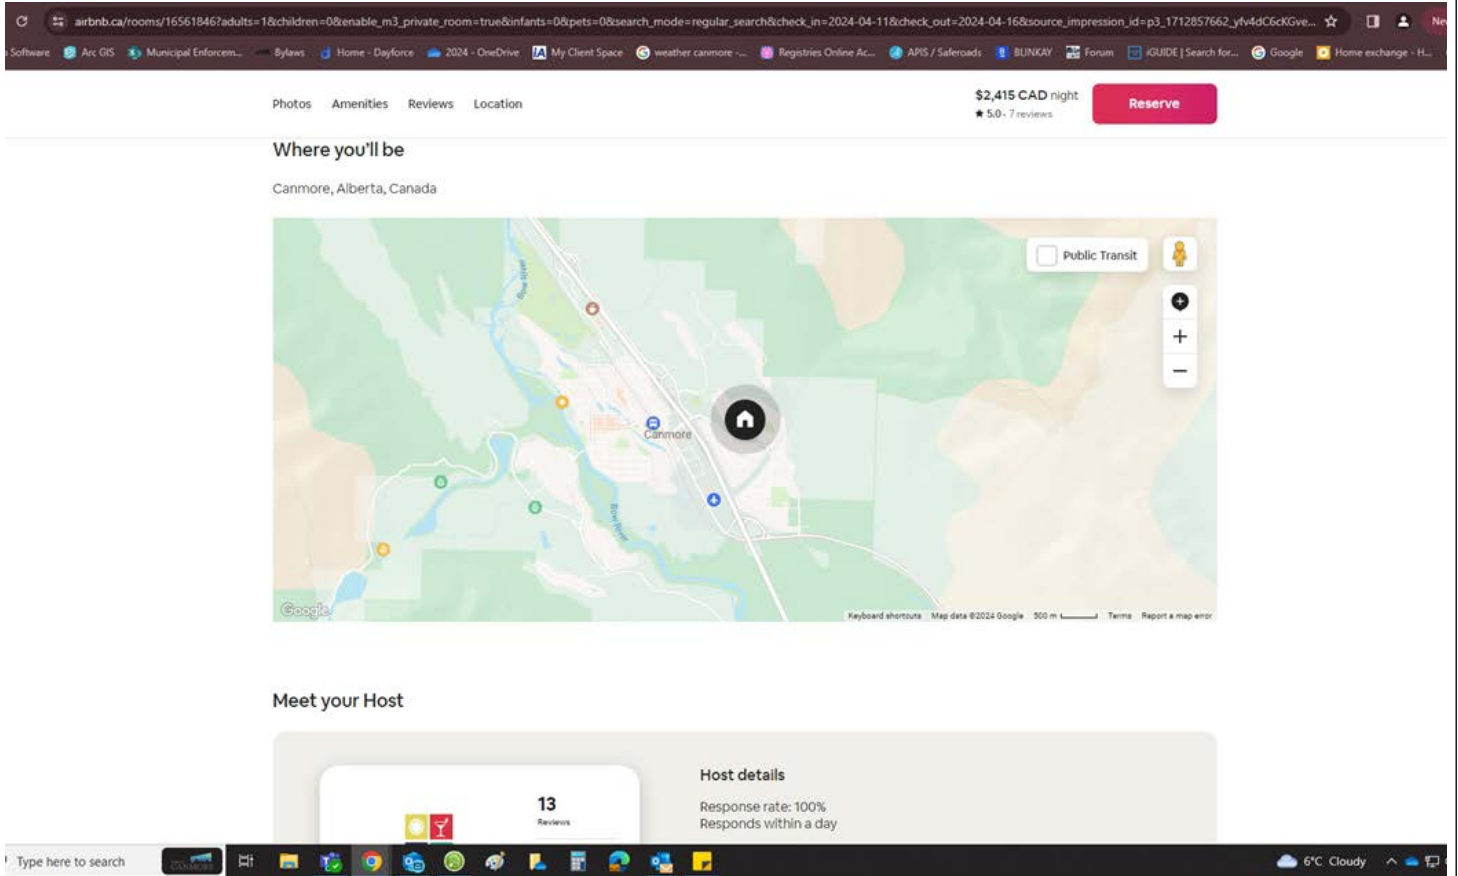 airbnb.ca/rooms/16561846?adults=1&children=0&enable_m3_private_room=true&infants=0&pets=0&search_mode=regular_search&check_in=2024-04-11&check_out=2024-04-16&source_impression_id=p3_1712857662_yfv4dC6cKGve...
Software Arc GIS Municipal Enforcem... Bylaws Home - Dayforce 2024 - OneDrive My Client Space weather canmore -... Registries Online Ac... APIS / Saferoads BUNKAY Forum iGUIDE | Search for... Google Home exchange - H...
Photos Amenities Reviews Location
$2,415 CAD night
★ 5.0 · 7 reviews
Reserve
Where you'll be
Canmore, Alberta, Canada
Public Transit
Bow River
Canmore
Bow River
Google
Keyboard shortcuts Map data ©2024 Google 500 m Terms Report a map error
Meet your Host
13
Reviews
Host details
Response rate: 100%
Responds within a day
Type here to search
CANMORE
6°C Cloudy